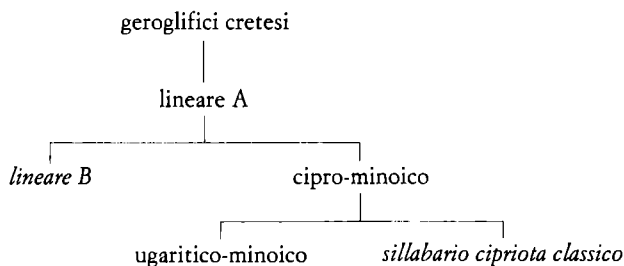 geroglifici cretesi
lineare A
lineare B cipro-minoico
ugaritico-minoico sillabario cipriota classico